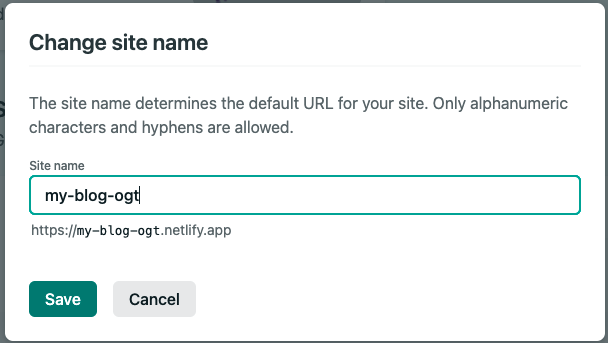 Change site name
The site name determines the default URL for your site. Only alphanumeric
characters and hyphens are allowed.
Site name
my-blog-ogt
https://my-blog-ogt.netlify.app
Save Cancel